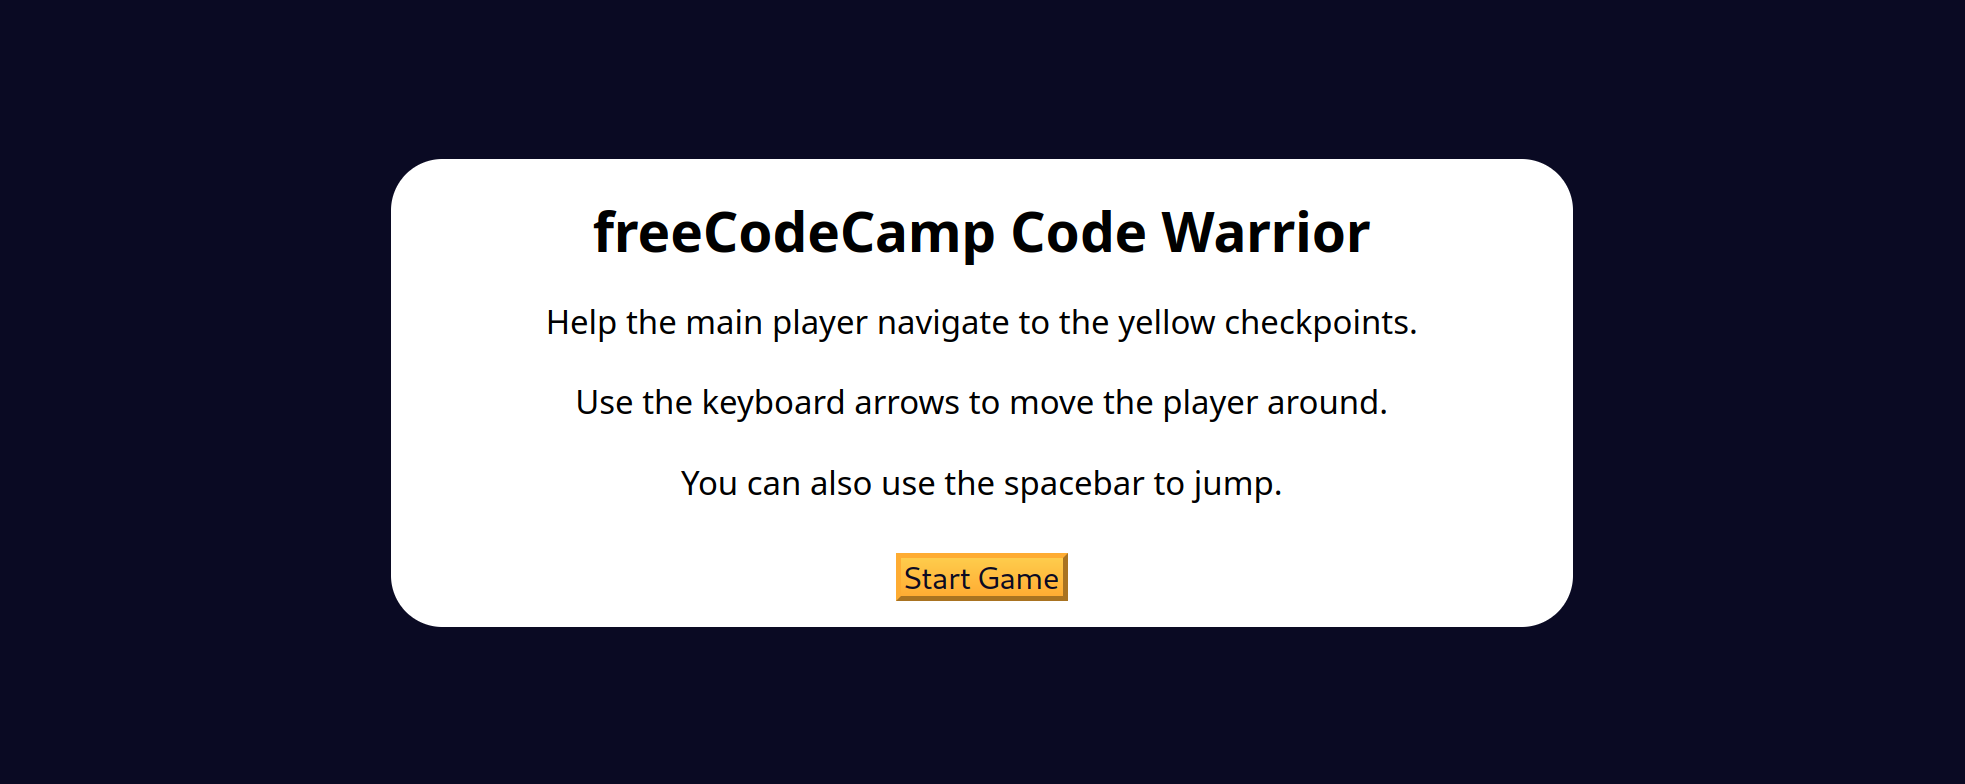 freeCodeCamp Code Warrior
Help the main player navigate to the yellow checkpoints.
Use the keyboard arrows to move the player around.
You can also use the spacebar to jump.
Start Game